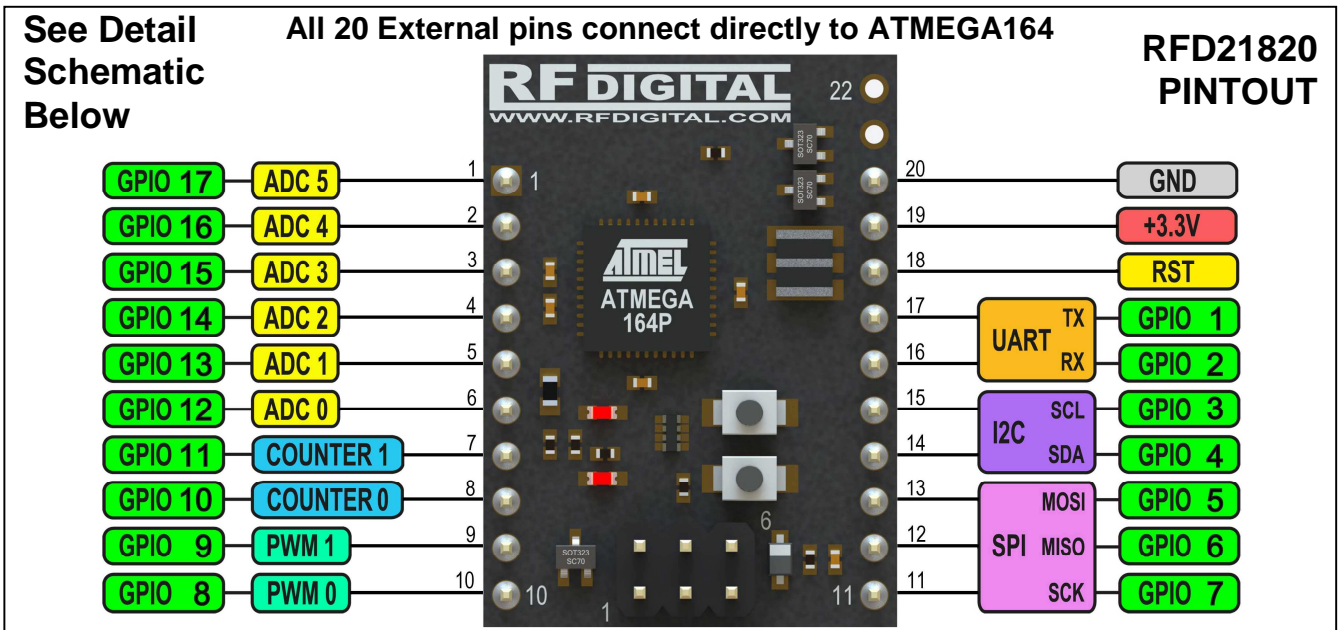 See Detail
Schematic
Below
All 20 External pins connect directly to ATMEGA164
RFD21820
PINTOUT
RF DIGITAL
WWW.RFDIGITAL.COM
22
SOT323
SC70
SOT323
SC70
GPIO 17 ADC 5 1 1
20 GND
GPIO 16 ADC 4 2
19 +3.3V
GPIO 15 ADC 3 3
18 RST
ATMEL
ATMEGA
164P
GPIO 14 ADC 2 4
17 UART TX GPIO 1
GPIO 13 ADC 1 5
16 RX GPIO 2
GPIO 12 ADC 0 6
15 I2C SCL GPIO 3
GPIO 11 COUNTER 1 7
14 SDA GPIO 4
GPIO 10 COUNTER 0 8
13 MOSI GPIO 5
6
GPIO 9 PWM 1 9
SOT323
SC70
12 SPI MISO GPIO 6
GPIO 8 PWM 0 10 10
1
11 11 SCK GPIO 7